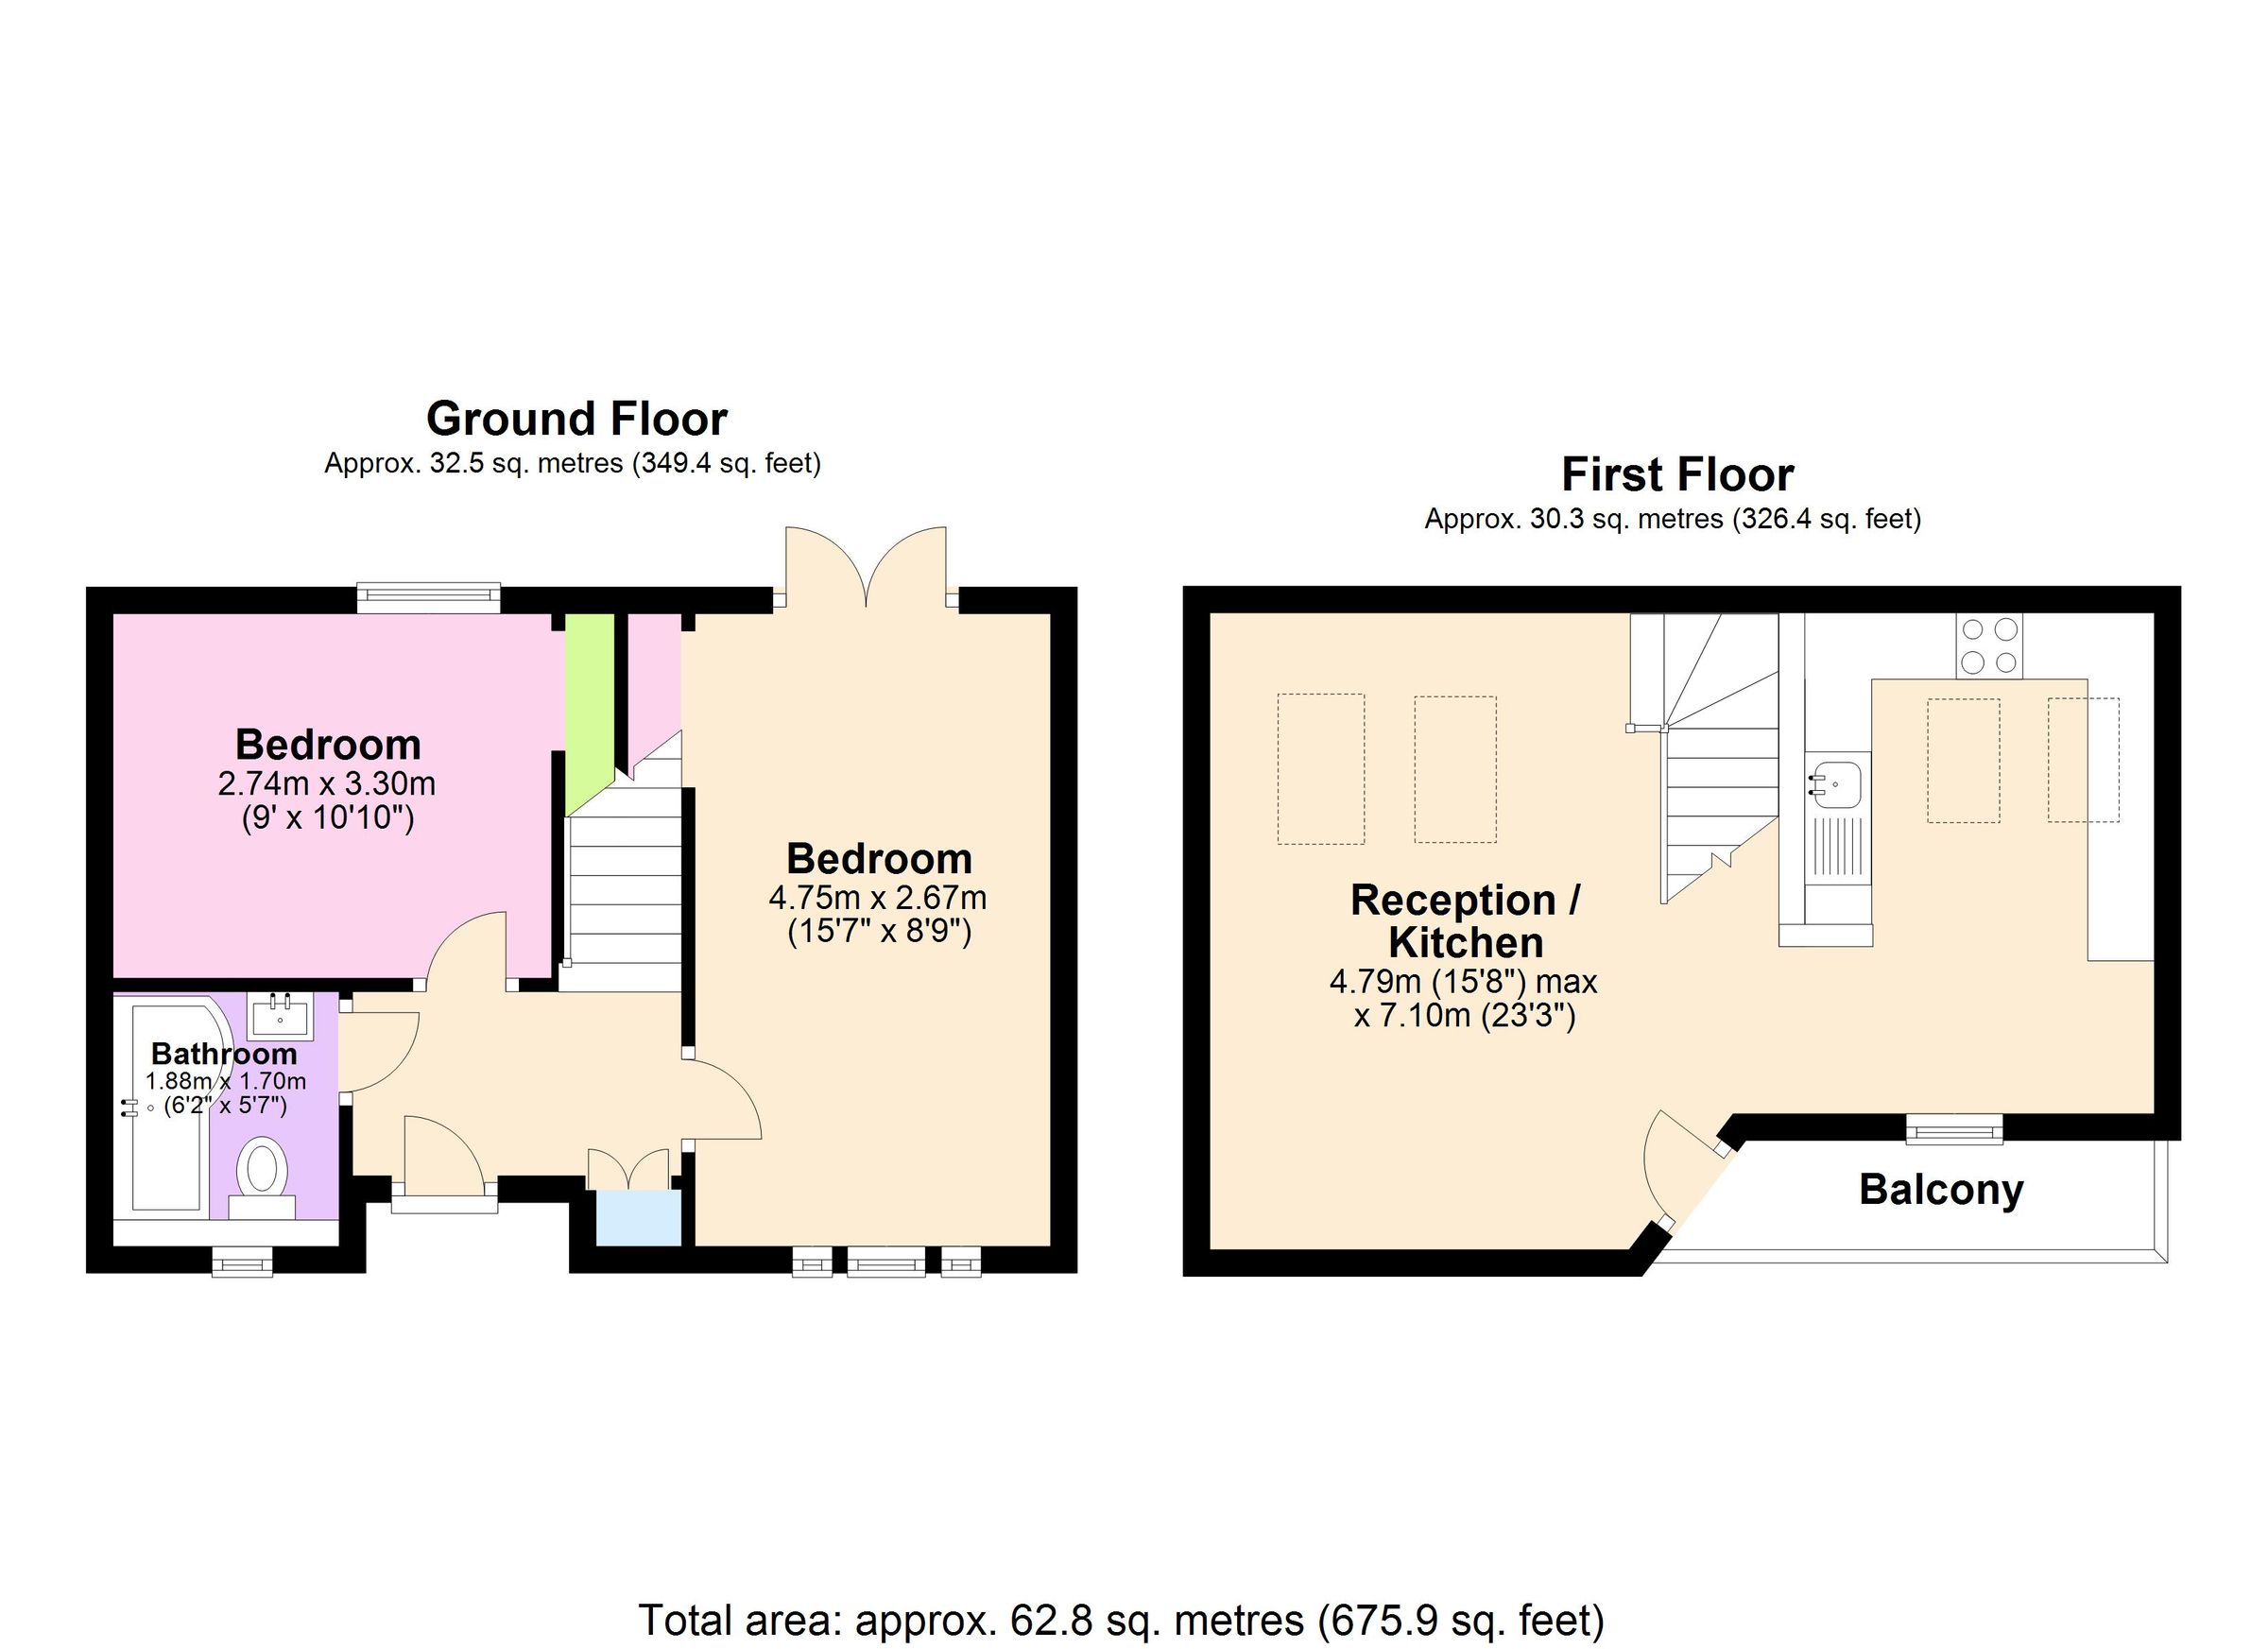 Ground Floor
Approx. 32.5 sq. metres (349.4 sq. feet)
First Floor
Approx. 30.3 sq. metres (326.4 sq. feet)
Bedroom
2.74m x 3.30m
(9' x 10'10")
Bedroom
4.75m x 2.67m
(15'7" x 8'9")
Bathroom
1.88m x 1.70m
(6'2" x 5'7")
Reception /
Kitchen
4.79m (15'8") max
x 7.10m (23'3")
Balcony
Total area: approx. 62.8 sq. metres (675.9 sq. feet)